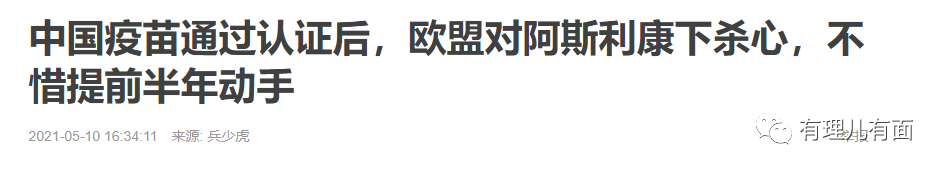 中国疫苗通过认证后，欧盟对阿斯利康下杀心，不
惜提前半年动手
2021-05-10 16:34:11 来源: 兵少虎
有理儿有面